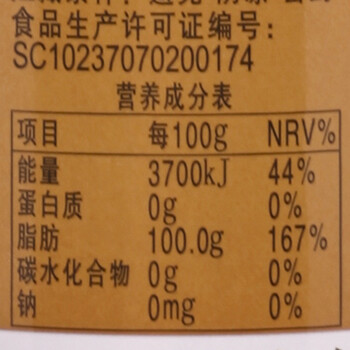 食品生产许可证编号：
SC10237070200174
营养成分表
项目 每100g NRV%
能量 3700kJ 44%
蛋白质 0g 0%
脂肪 100.0g 167%
碳水化合物 0g 0%
钠 0mg 0%